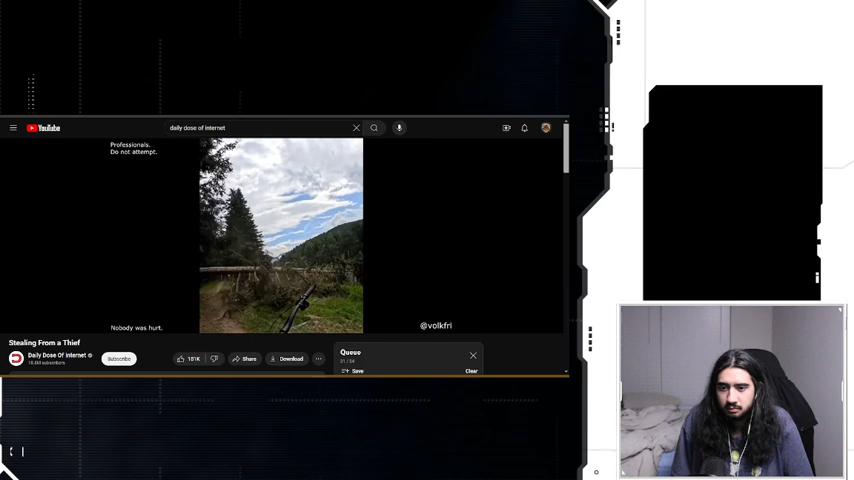 YouTube
daily dose of internet
Professionals.
Do not attempt.
Nobody was hurt.
@volkfri
Stealing From a Thief
Daily Dose Of Internet
Subscribe
181K
Share
Download
Queue
Save
Clear